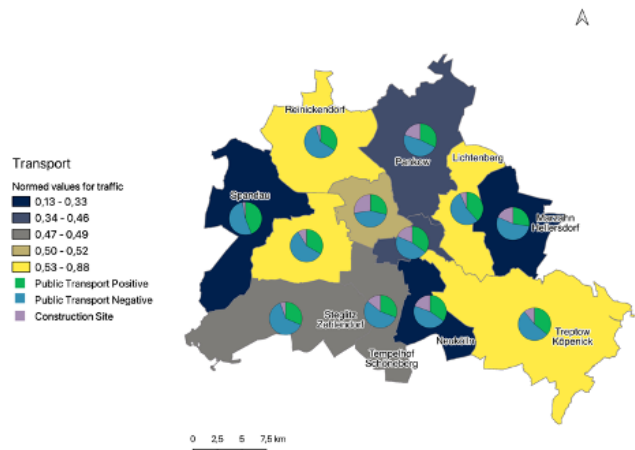 Transport
Normed values for traffic
0,13 - 0,33
0,34 - 0,46
0,47 - 0,49
0,50 - 0,52
0,53 - 0,88
Public Transport Positive
Public Transport Negative
Construction Site
Reinickendorf
Pankow
Lichtenberg
Spandau
Marzahn
Hellersdorf
Steglitz
Zehlendorf
Tempelhof
Schöneberg
Neukölln
Treptow
Köpenick
0 2,5 5 7,5 km